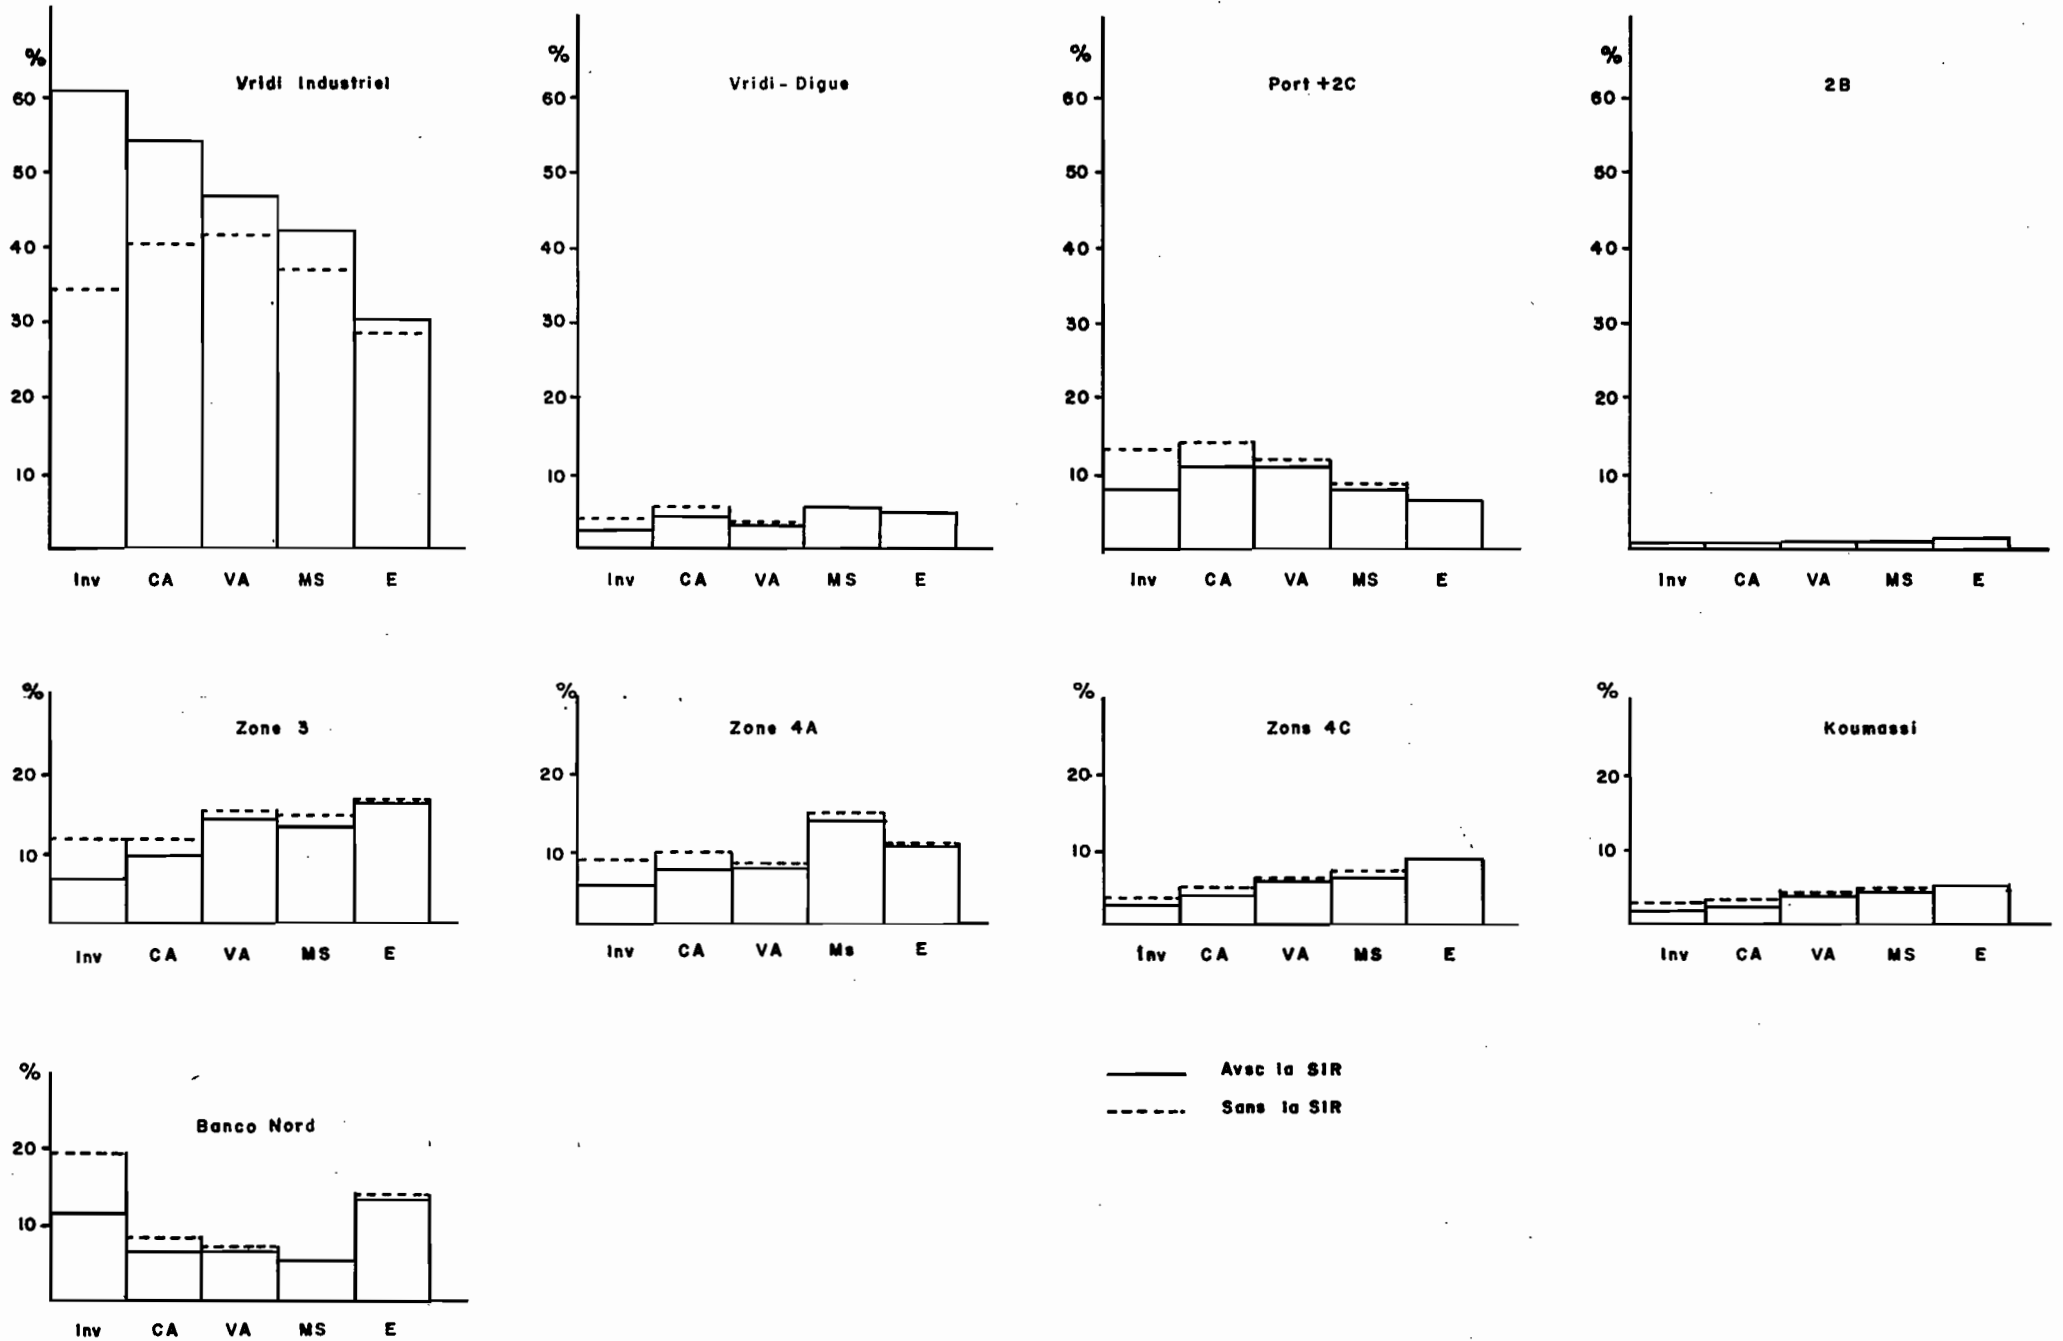 %
Vridi Industriel
60
50
40
30
20
10
Inv CA VA MS E
%
Vridi - Digue
60
50
40
30
20
10
Inv CA VA MS E
%
Port +2C
60
50
40
30
20
10
Inv CA VA MS E
%
2B
60
50
40
30
20
10
Inv CA VA MS E
%
Zone 3
20
10
Inv CA VA MS E
%
Zone 4A
20
10
Inv CA VA Ms E
%
Zons 4C
20
10
Inv CA VA MS E
%
Koumassi
20
10
Inv CA VA MS E
%
Banco Nord
20
10
Inv CA VA MS E
Avsc la SIR
Sans la SIR